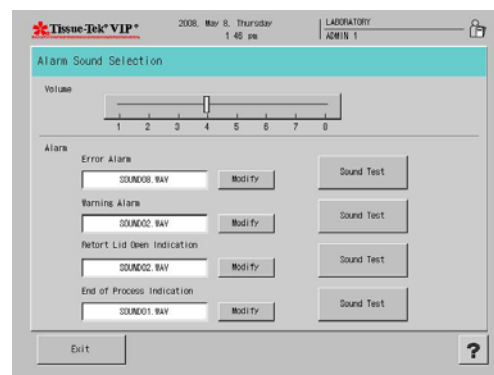 Tissue-Tek® VIP®
2008. May 8. Thursday
1 46 pm
LABORATORY
ADMIN 1
Alarm Sound Selection
Volume
1 2 3 4 5 6 7 8
Alarm
Error Alarm
SOUND08.WAV Modify Sound Test
Warning Alarm
SOUND02.WAV Modify Sound Test
Retort Lid Open Indication
SOUND02.WAV Modify Sound Test
End of Process Indication
SOUND01.WAV Modify Sound Test
Exit ?